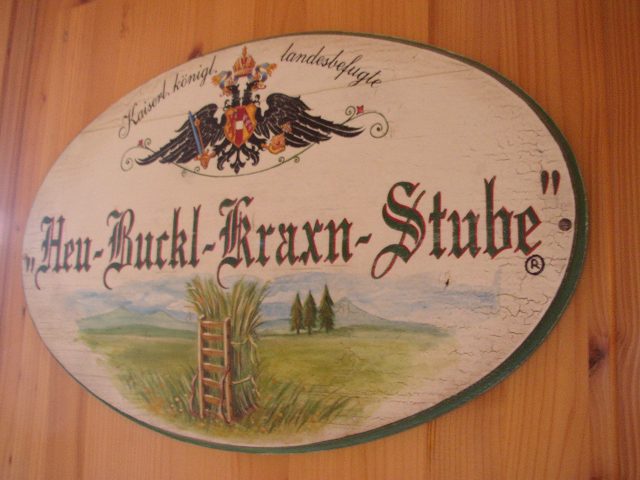 Kaiserl. königl. landesbefugte
„Heu-Buckl-Kraxn-Stube”
®